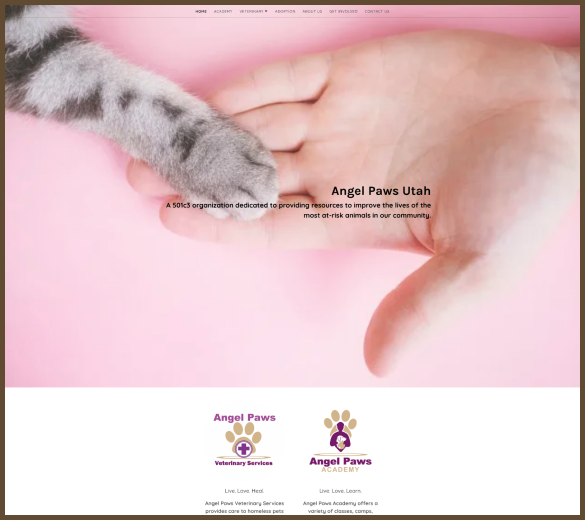 HOME ACADEMY VETERINARY ▼ ADOPTION ABOUT US GET INVOLVED CONTACT US
Angel Paws Utah
A 501c3 organization dedicated to providing resources to improve the lives of the
most at-risk animals in our community.
Angel Paws
Veterinary Services
Angel Paws
ACADEMY
Live. Love. Heal.
Live. Love. Learn.
Angel Paws Veterinary Services
provides care to homeless pets
Angel Paws Academy offers a
variety of classes, camps,